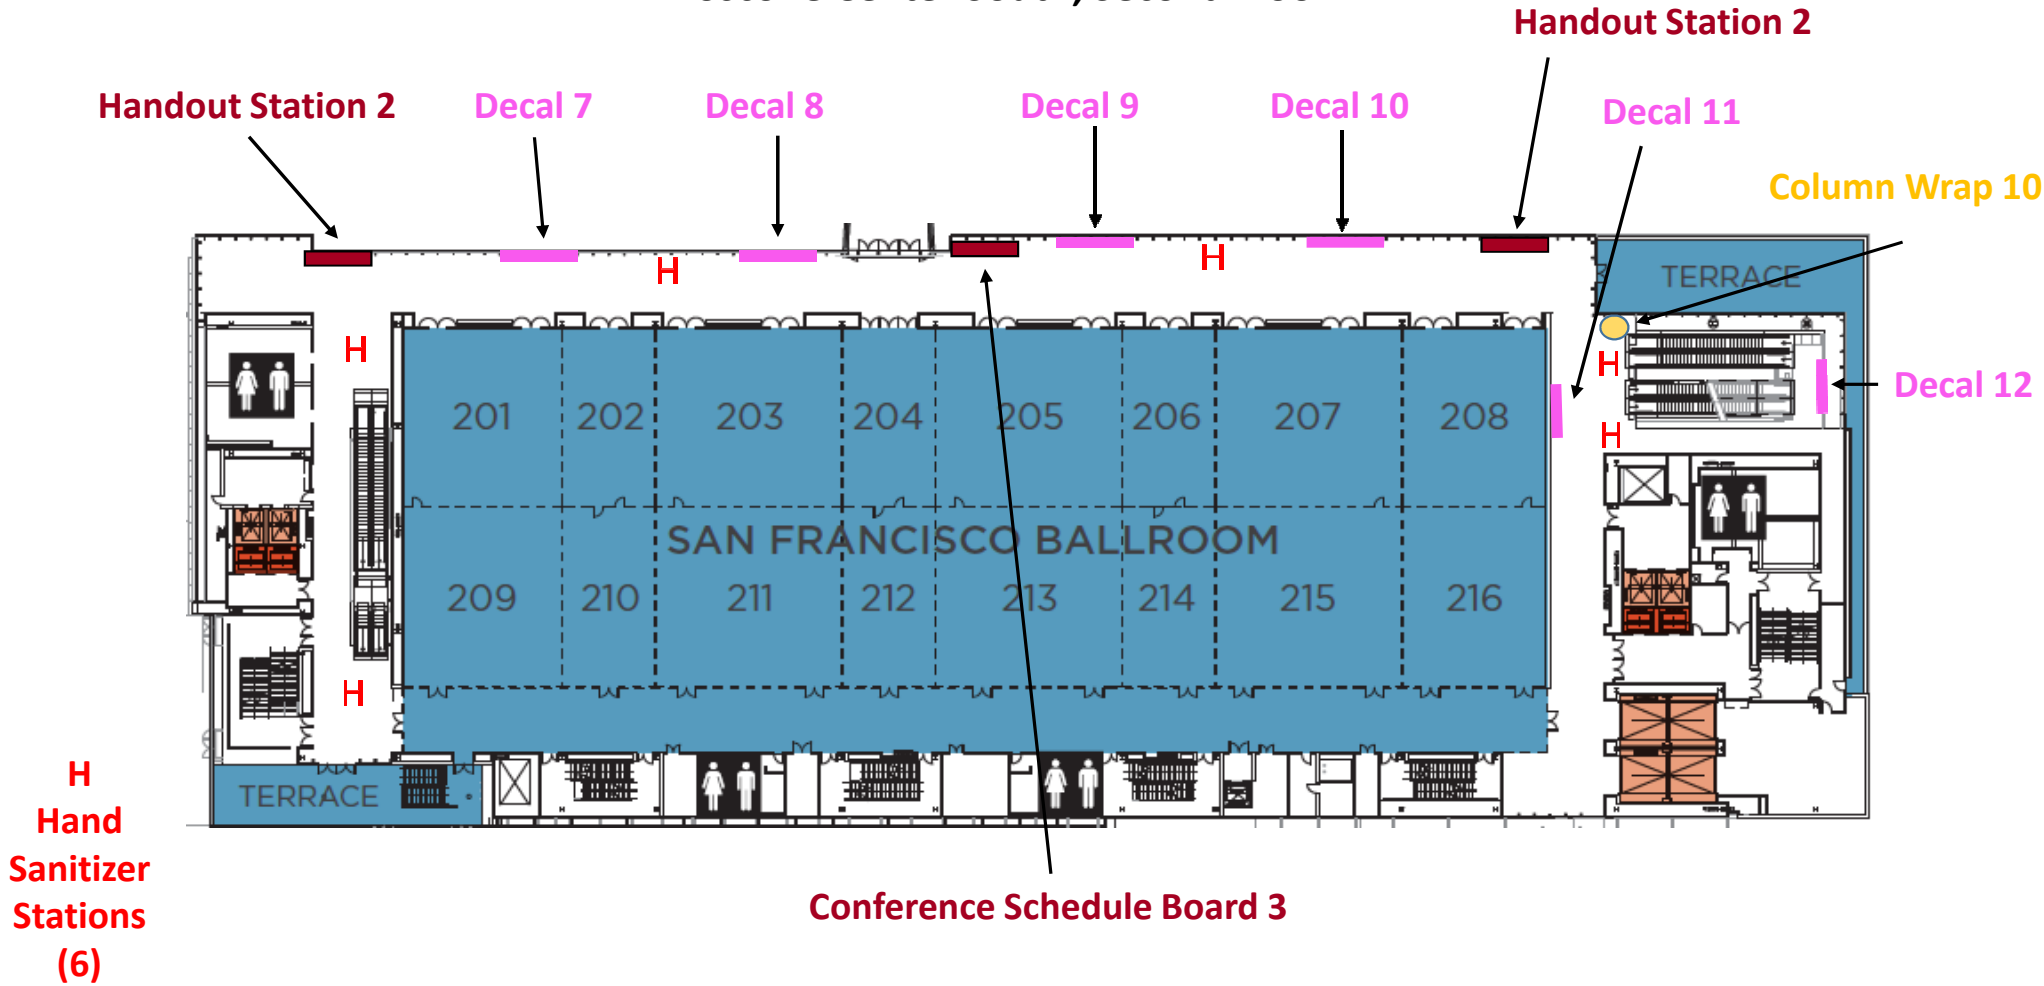 Handout Station 2
Handout Station 2
Decal 7
Decal 8
Decal 9
Decal 10
Decal 11
Column Wrap 10
H
H
TERRACE
H
H
Decal 12
201
202
203
204
205
206
207
208
H
SAN FRANCISCO BALLROOM
209
210
211
212
213
214
215
216
H
TERRACE
H
Hand
Sanitizer
Stations
(6)
Conference Schedule Board 3